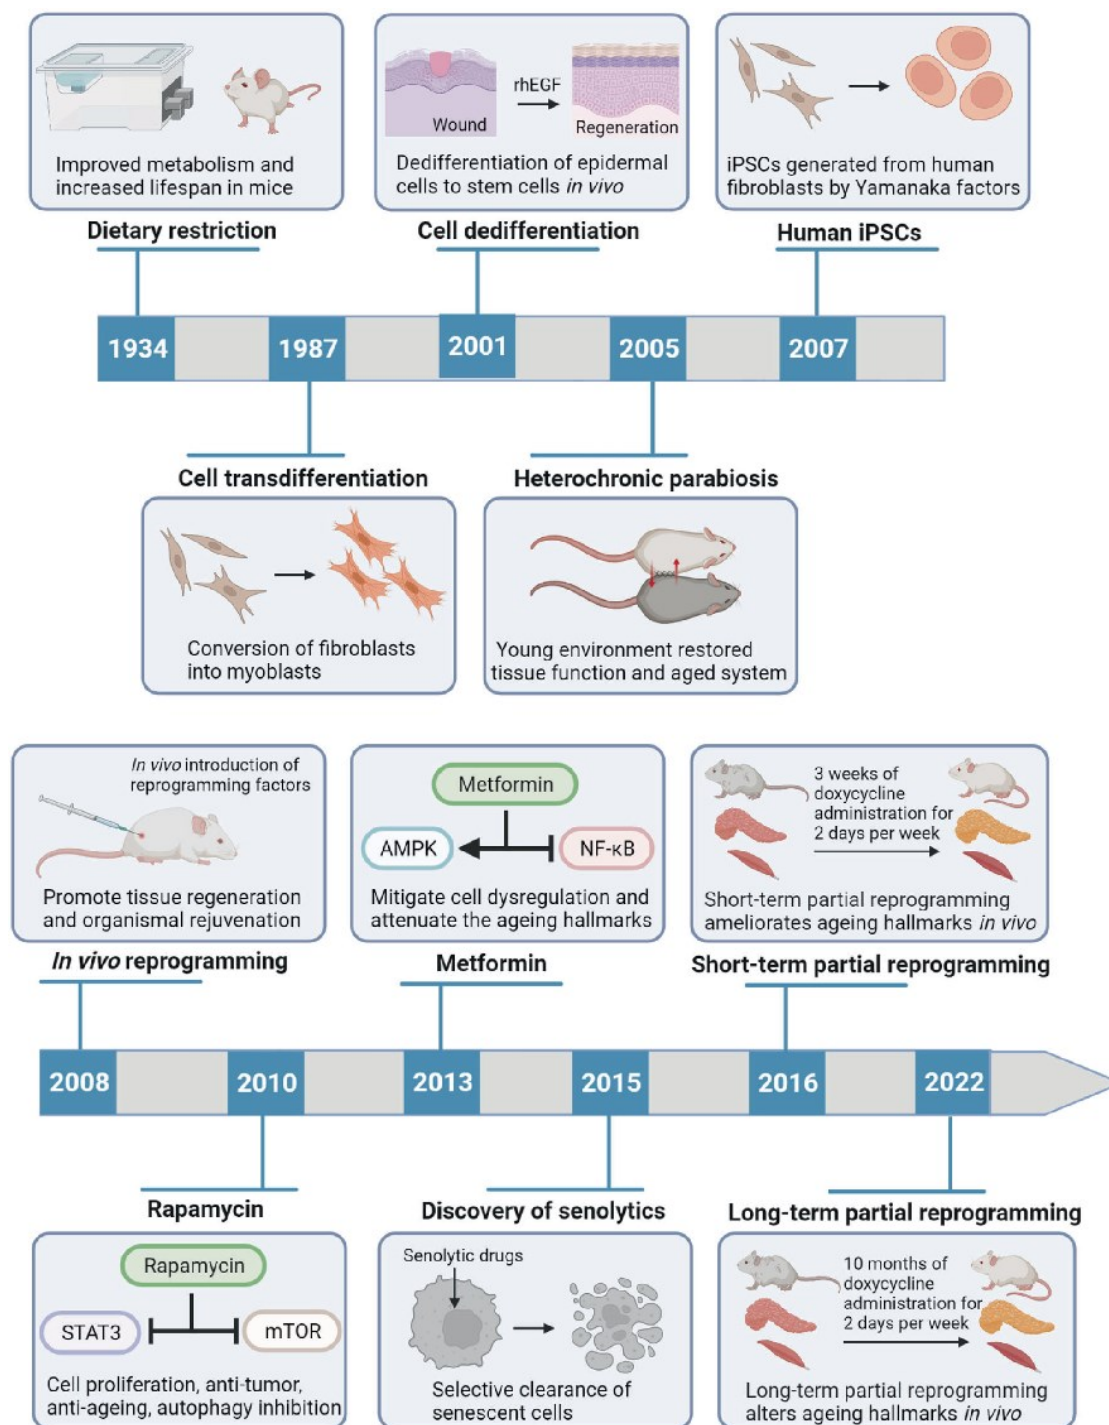 rhEGF
Wound
Regeneration
Improved metabolism and
increased lifespan in mice
Dedifferentiation of epidermal
cells to stem cells in vivo
iPSCs generated from human
fibroblasts by Yamanaka factors
Dietary restriction
Cell dedifferentiation
Human iPSCs
1934
1987
2001
2005
2007
Cell transdifferentiation
Heterochronic parabiosis
Conversion of fibroblasts
into myoblasts
Young environment restored
tissue function and aged system
In vivo introduction of
reprogramming factors
Promote tissue regeneration
and organismal rejuvenation
In vivo reprogramming
Metformin
AMPK
NF-κB
Mitigate cell dysregulation and
attenuate the ageing hallmarks
Metformin
3 weeks of
doxycycline
administration for
2 days per week
Short-term partial reprogramming
ameliorates ageing hallmarks in vivo
Short-term partial reprogramming
2008
2010
2013
2015
2016
2022
Rapamycin
Rapamycin
STAT3
mTOR
Cell proliferation, anti-tumor,
anti-ageing, autophagy inhibition
Discovery of senolytics
Senolytic drugs
Selective clearance of
senescent cells
Long-term partial reprogramming
10 months of
doxycycline
administration for
2 days per week
Long-term partial reprogramming
alters ageing hallmarks in vivo